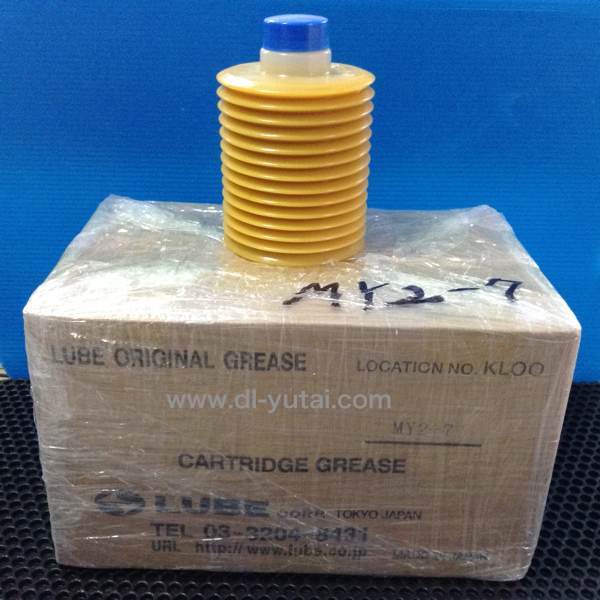 MY2-7
LUBE ORIGINAL GREASE
LOCATION NO. KLOO
www.dl-yutai.com
MY2-7
CARTRIDGE GREASE
LUBE CORP. TOKYO JAPAN
TEL 03-3204-8431
URL http://www.lube.co.jp
MADE IN JAPAN